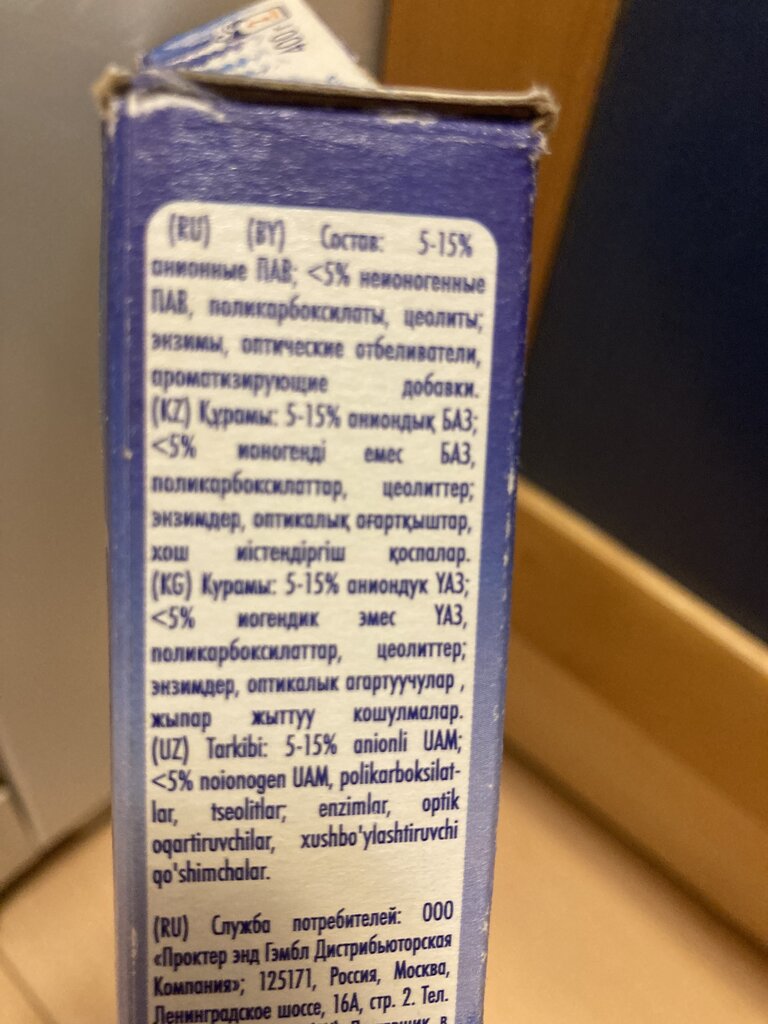 400 г
(RU) (BY) Состав: 5-15%
анионные ПАВ; <5% неионогенные
ПАВ, поликарбоксилаты, цеолиты;
энзимы, оптические отбеливатели,
ароматизирующие добавки.
(KZ) Құрамы: 5-15% аниондық БАЗ;
<5% ионогенді емес БАЗ,
поликарбоксилаттар, цеолиттер;
энзимдер, оптикалық ағартқыштар,
хош иістендіргіш қоспалар.
(KG) Курамы: 5-15% аниондук ҮАЗ;
<5% иогендик эмес ҮАЗ,
поликарбоксилаттар, цеолиттер;
энзимдер, оптикалык агартуучулар ,
жыпар жыттуу кошулмалар.
(UZ) Tarkibi: 5-15% anionli UAM;
<5% noionogen UAM, polikarboksilat-
lar, tseolitlar; enzimlar, optik
oqartiruvchilar, xushbo'ylashtiruvchi
qo'shimchalar.
(RU) Служба потребителей: ООО
«Проктер энд Гэмбл Дистрибьюторская
Компания»; 125171, Россия, Москва,
Ленинградское шоссе, 16А, стр. 2. Тел.